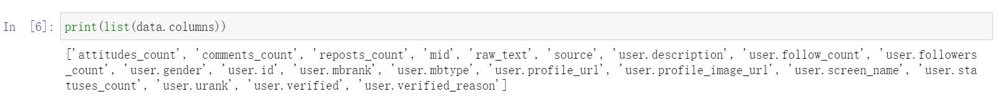 In [6]: print(list(data.columns))
['attitudes_count', 'comments_count', 'reposts_count', 'mid', 'raw_text', 'source', 'user.description', 'user.follow_count', 'user.followers
_count', 'user.gender', 'user.id', 'user.mbrank', 'user.mbtype', 'user.profile_url', 'user.profile_image_url', 'user.screen_name', 'user.sta
tuses_count', 'user.urank', 'user.verified', 'user.verified_reason']